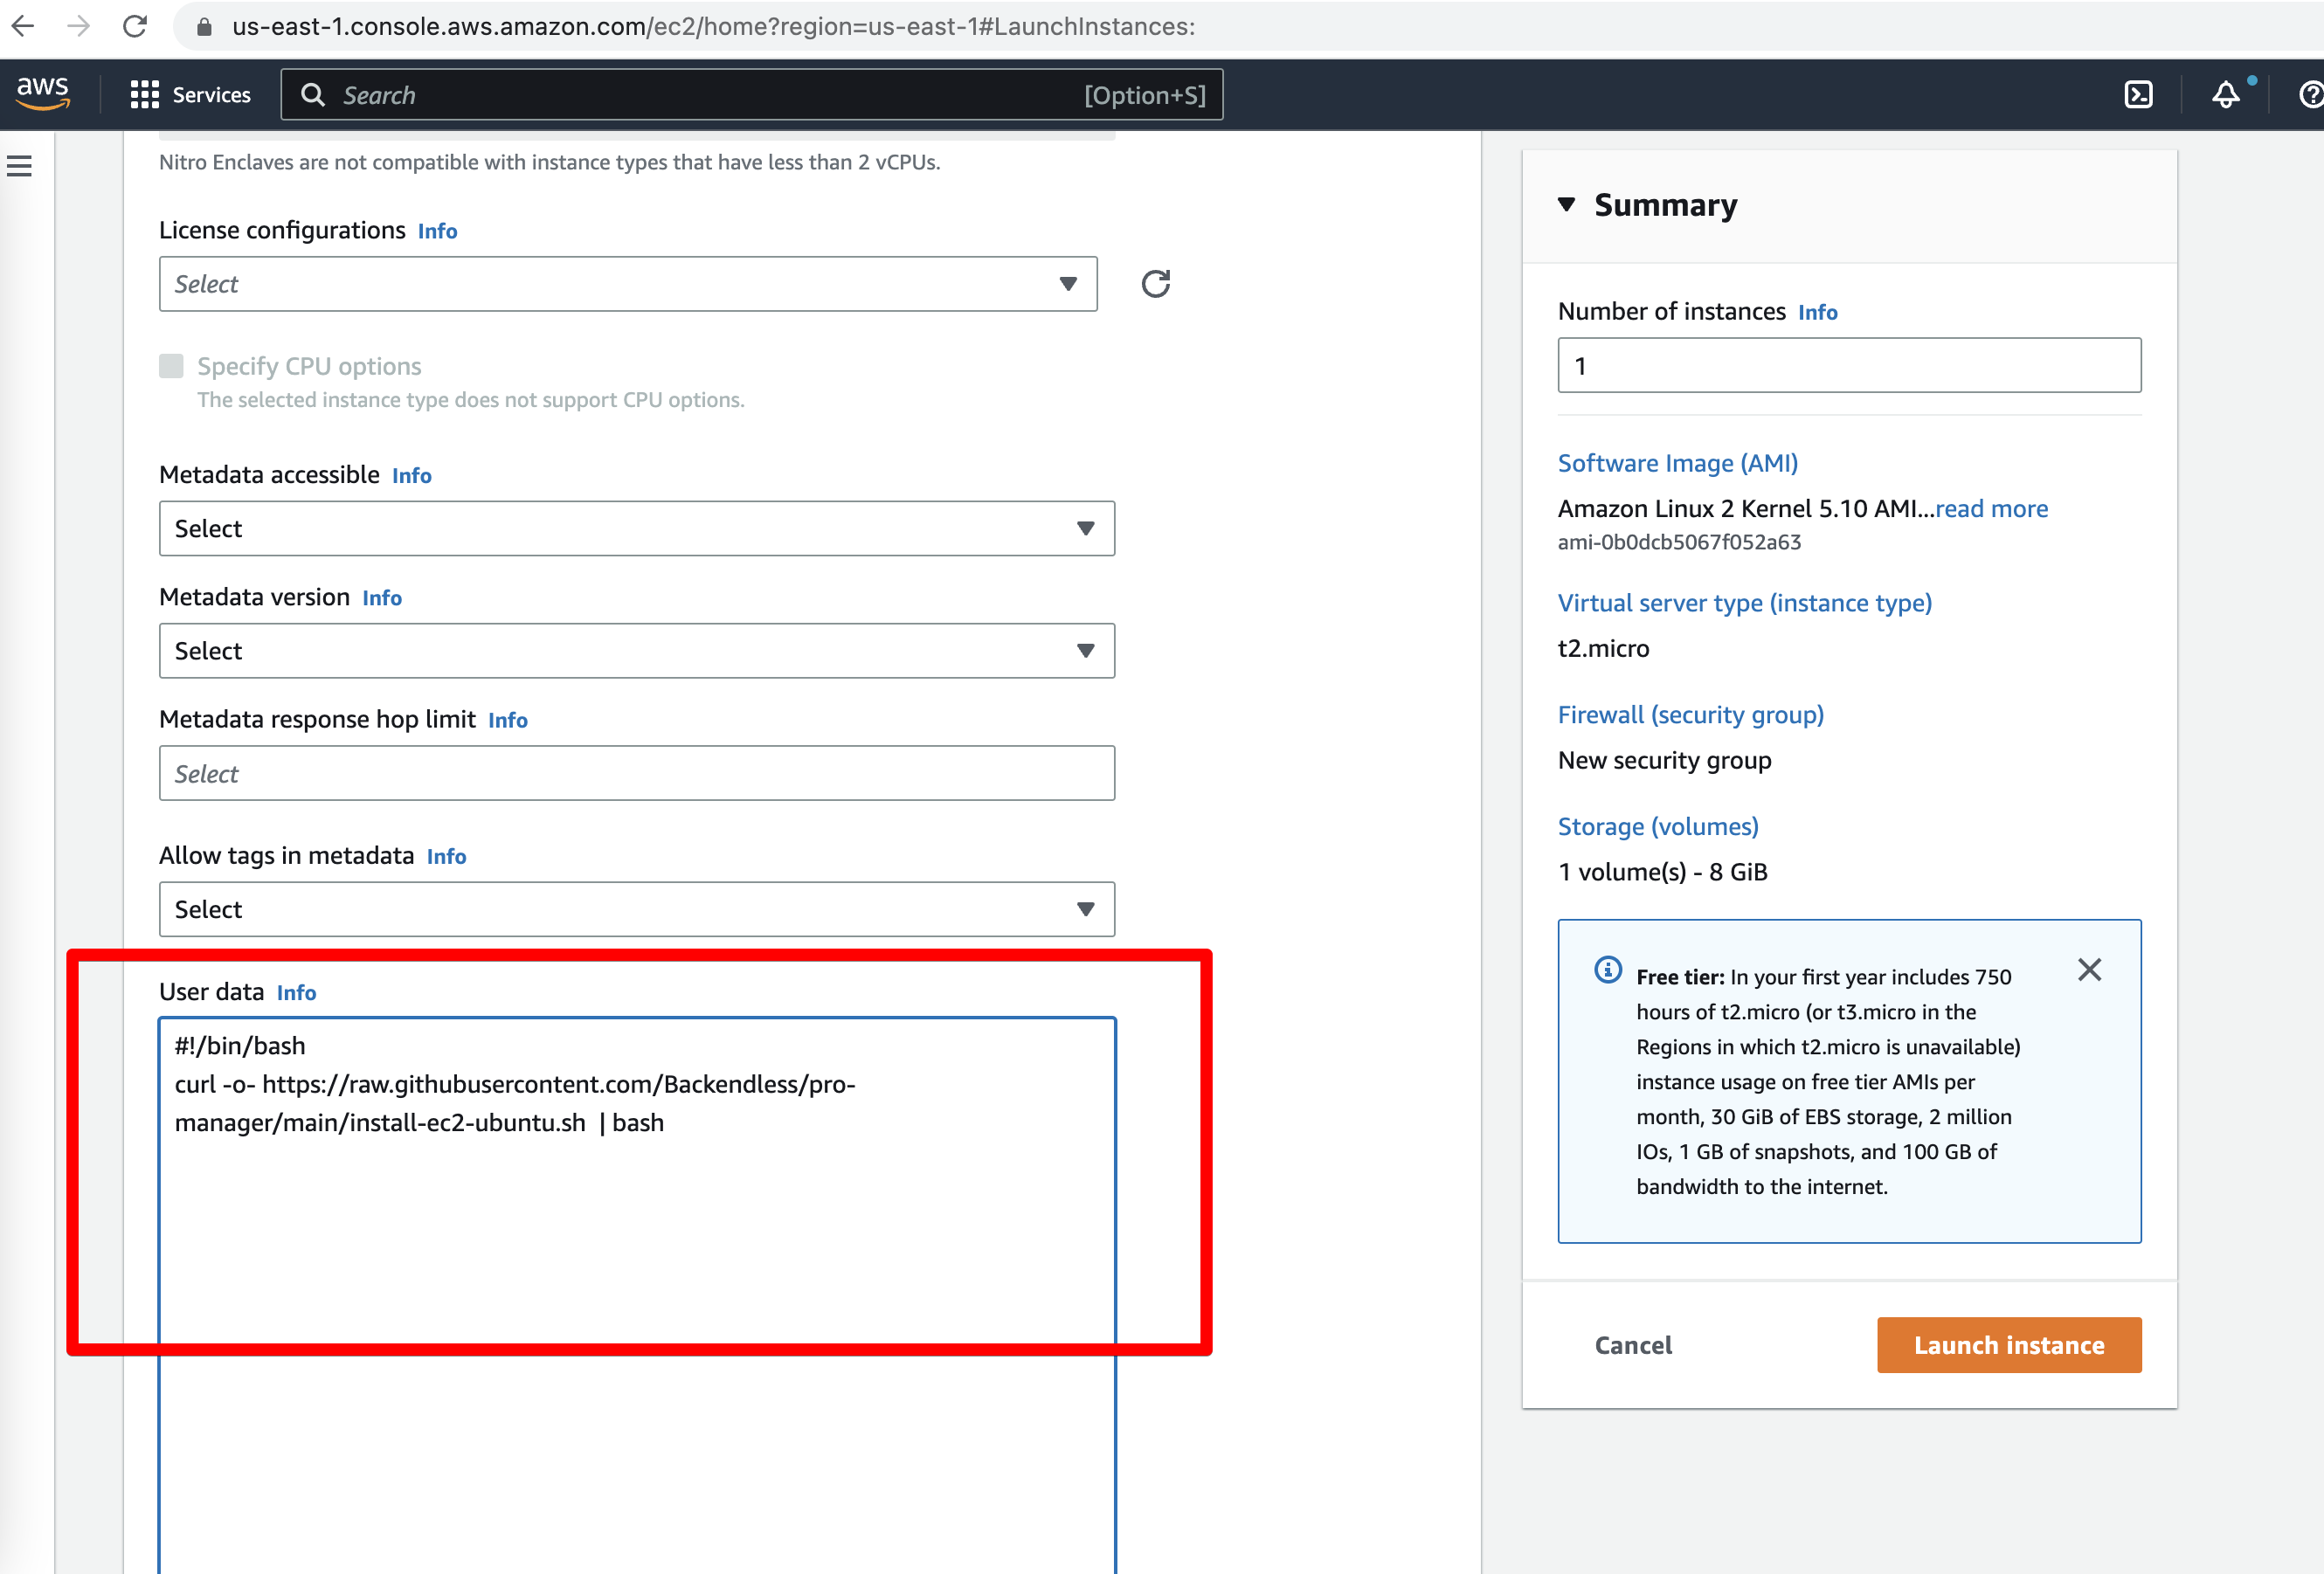 us-east-1.console.aws.amazon.com/ec2/home?region=us-east-1#LaunchInstances:
aws
Services
Search
[Option+S]
Nitro Enclaves are not compatible with instance types that have less than 2 vCPUs.
License configurations Info
Select
Specify CPU options
The selected instance type does not support CPU options.
Metadata accessible Info
Select
Metadata version Info
Select
Metadata response hop limit Info
Select
Allow tags in metadata Info
Select
User data Info
#!/bin/bash
curl -o- https://raw.githubusercontent.com/Backendless/pro-
manager/main/install-ec2-ubuntu.sh | bash
Summary
Number of instances Info
1
Software Image (AMI)
Amazon Linux 2 Kernel 5.10 AMI...read more
ami-0b0dcb5067f052a63
Virtual server type (instance type)
t2.micro
Firewall (security group)
New security group
Storage (volumes)
1 volume(s) - 8 GiB
Free tier: In your first year includes 750
hours of t2.micro (or t3.micro in the
Regions in which t2.micro is unavailable)
instance usage on free tier AMIs per
month, 30 GiB of EBS storage, 2 million
IOs, 1 GB of snapshots, and 100 GB of
bandwidth to the internet.
Cancel
Launch instance